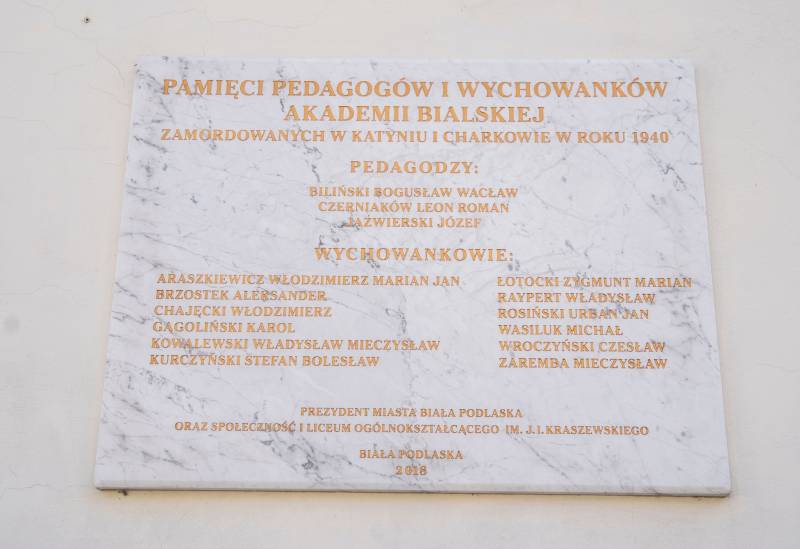 PAMIĘCI PEDAGOGÓW I WYCHOWANKÓW
AKADEMII BIALSKIEJ
ZAMORDOWANYCH W KATYNIU I CHARKOWIE W ROKU 1940
PEDAGODZY:
BILIŃSKI BOGUSŁAW WACŁAW
CZERNIAKÓW LEON ROMAN
JAŹWIERSKI JÓZEF
WYCHOWANKOWIE:
ARASZKIEWICZ WŁODZIMIERZ MARIAN JAN
BRZOSTEK ALEKSANDER
CHAJĘCKI WŁODZIMIERZ
GĄGOLIŃSKI KAROL
KOWALEWSKI WŁADYSŁAW MIECZYSŁAW
KURCZYŃSKI STEFAN BOLESŁAW
ŁOTOCKI ZYGMUNT MARIAN
RAYPERT WŁADYSŁAW
ROSIŃSKI URBAN JAN
WASILUK MICHAŁ
WROCZYŃSKI CZESŁAW
ZAREMBA MIECZYSŁAW
PREZYDENT MIASTA BIAŁA PODLASKA
ORAZ SPOŁECZNOŚĆ I LICEUM OGÓLNOKSZTAŁCĄCEGO IM. J.I.KRASZEWSKIEGO
BIAŁA PODLASKA
2018